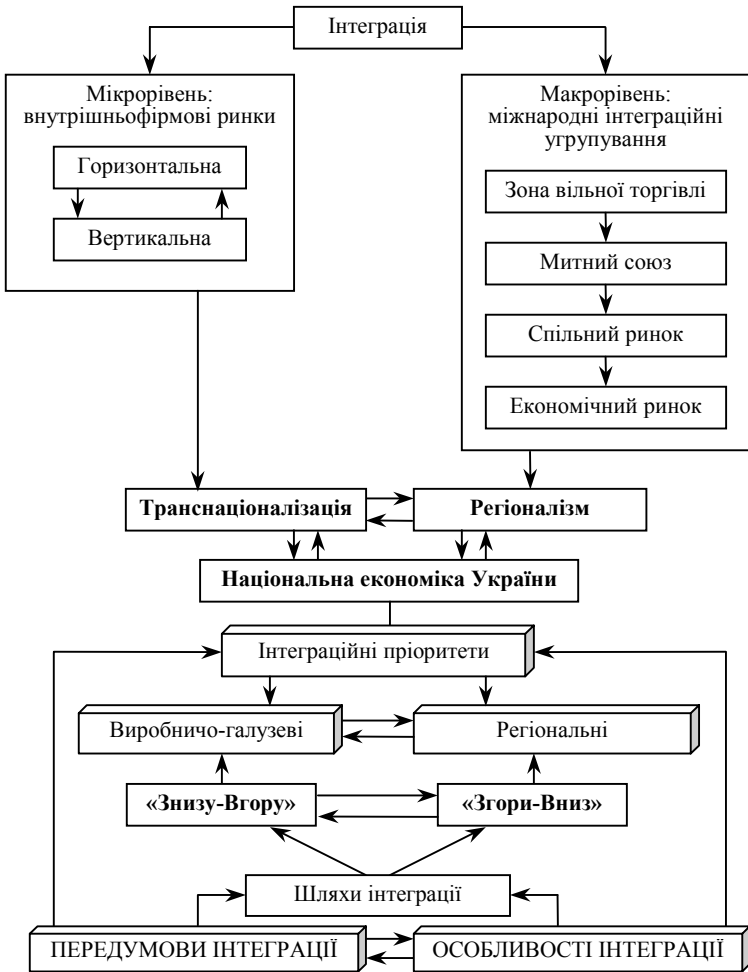 Інтеграція
Мікрорівень:
внутрішньофірмові ринки
Горизонтальна
Вертикальна
Макрорівень:
міжнародні інтеграційні
угрупування
Зона вільної торгівлі
Митний союз
Спільний ринок
Економічний ринок
Транснаціоналізація
Регіоналізм
Національна економіка України
Інтеграційні пріоритети
Виробничо-галузеві
Регіональні
«Знизу-Вгору»
«Згори-Вниз»
Шляхи інтеграції
ПЕРЕДУМОВИ ІНТЕГРАЦІЇ
ОСОБЛИВОСТІ ІНТЕГРАЦІЇ